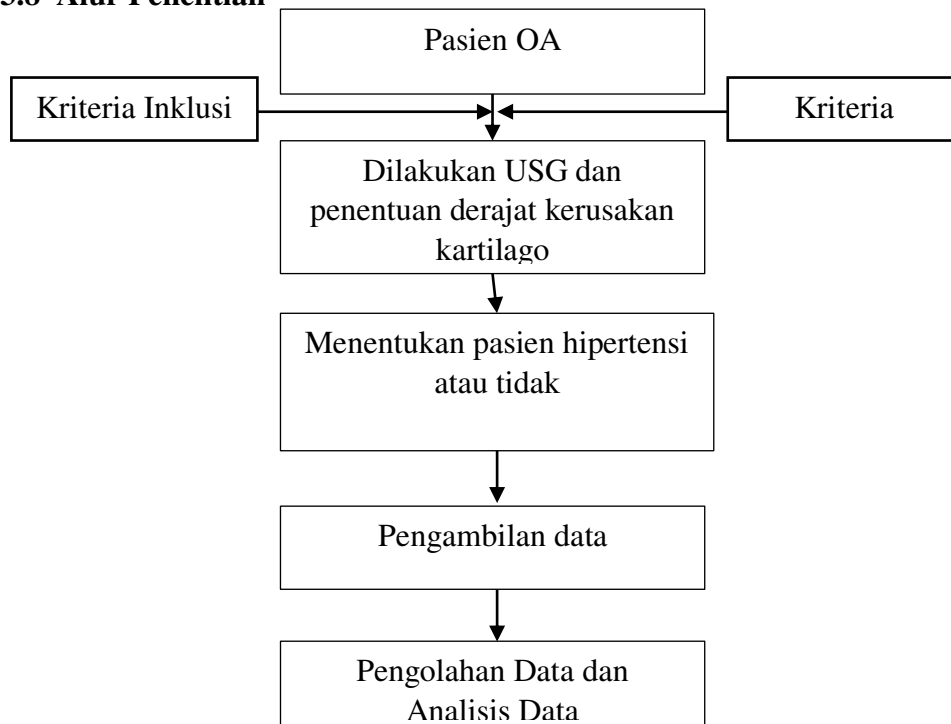 3.8 Alur Penelitian
Pasien OA
Kriteria Inklusi
Kriteria
Dilakukan USG dan
penentuan derajat kerusakan
kartilago
Menentukan pasien hipertensi
atau tidak
Pengambilan data
Pengolahan Data dan
Analisis Data